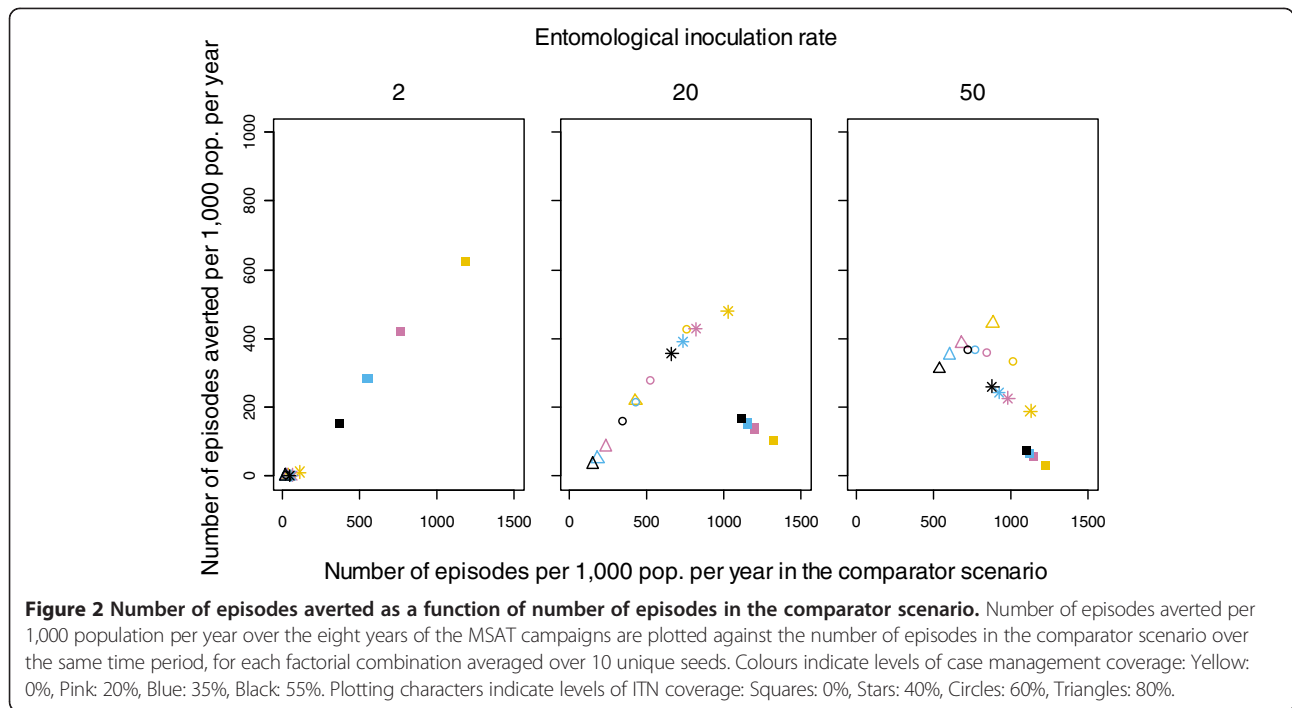 Entomological inoculation rate
2
20
50
Number of episodes averted per 1,000 pop. per year
1000
800
600
400
200
0
0 500 1000 1500
0 500 1000 1500
0 500 1000 1500
Number of episodes per 1,000 pop. per year in the comparator scenario
Figure 2 Number of episodes averted as a function of number of episodes in the comparator scenario. Number of episodes averted per
1,000 population per year over the eight years of the MSAT campaigns are plotted against the number of episodes in the comparator scenario over
the same time period, for each factorial combination averaged over 10 unique seeds. Colours indicate levels of case management coverage: Yellow:
0%, Pink: 20%, Blue: 35%, Black: 55%. Plotting characters indicate levels of ITN coverage: Squares: 0%, Stars: 40%, Circles: 60%, Triangles: 80%.